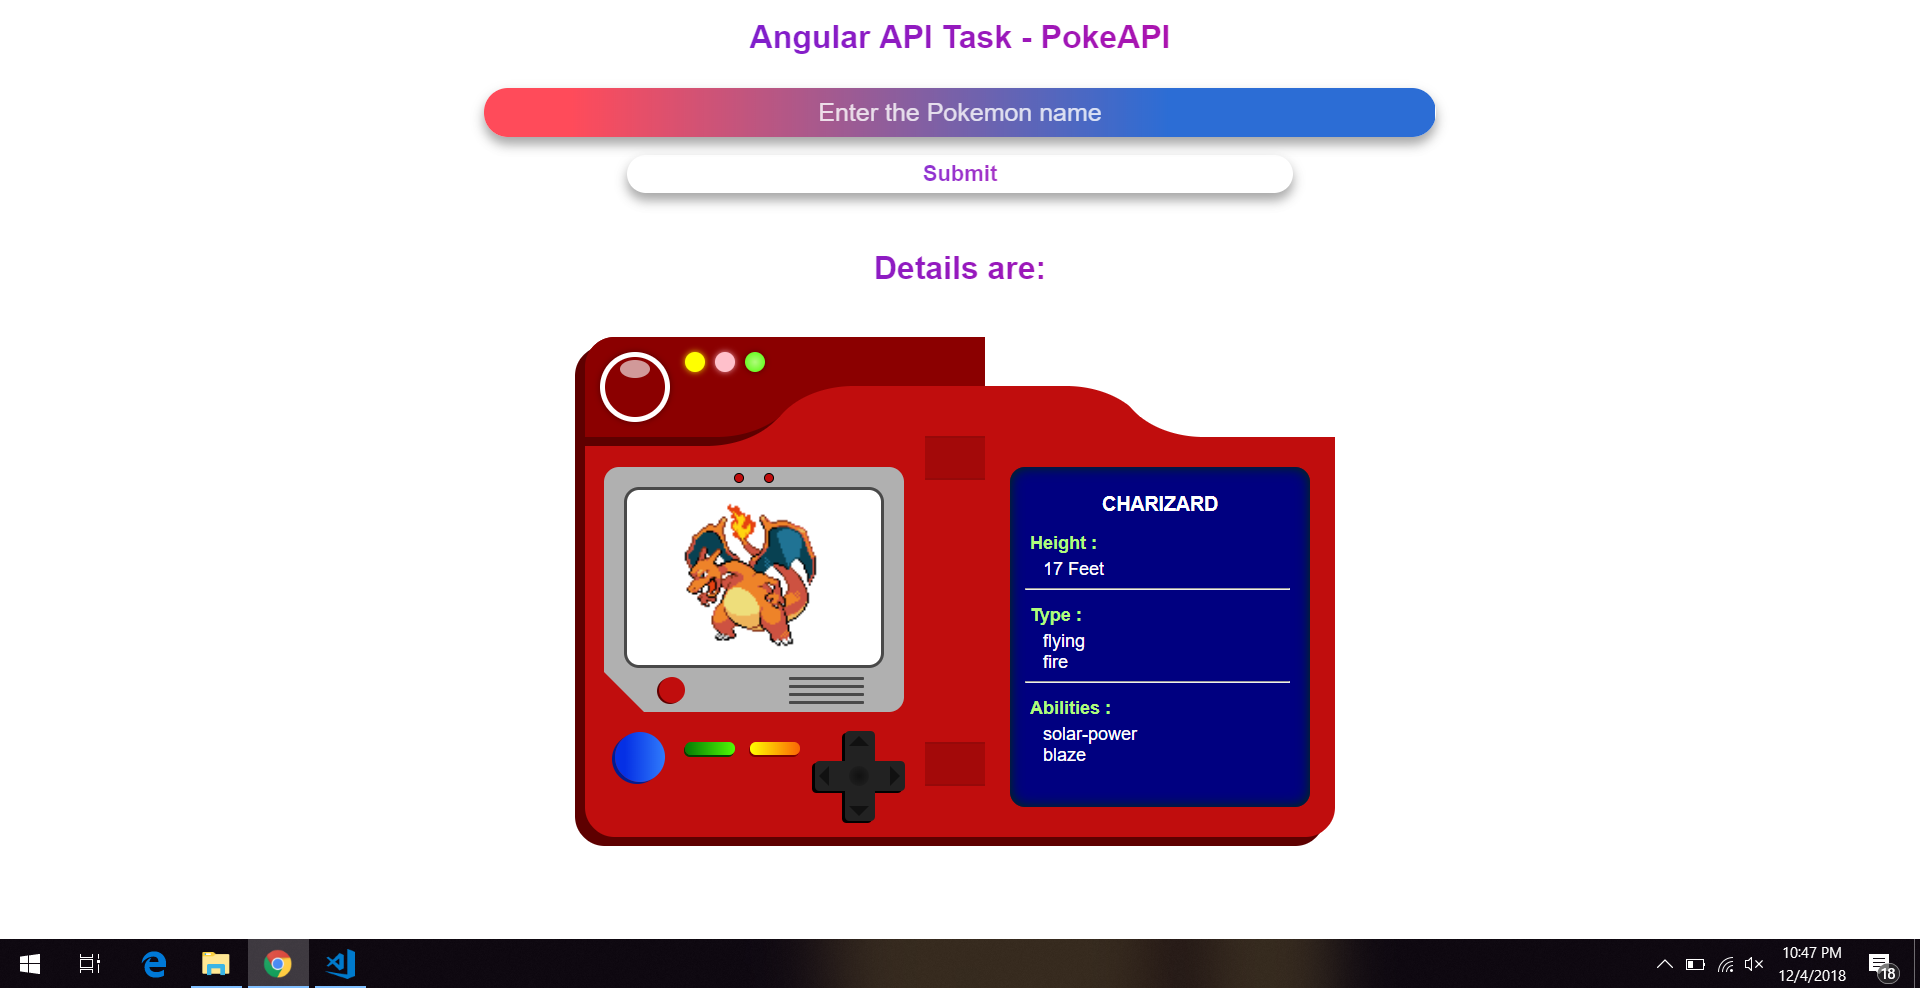 Angular API Task - PokeAPI
Enter the Pokemon name
Submit
Details are:
CHARIZARD
Height :
17 Feet
Type :
flying
fire
Abilities :
solar-power
blaze
10:47 PM
12/4/2018
18